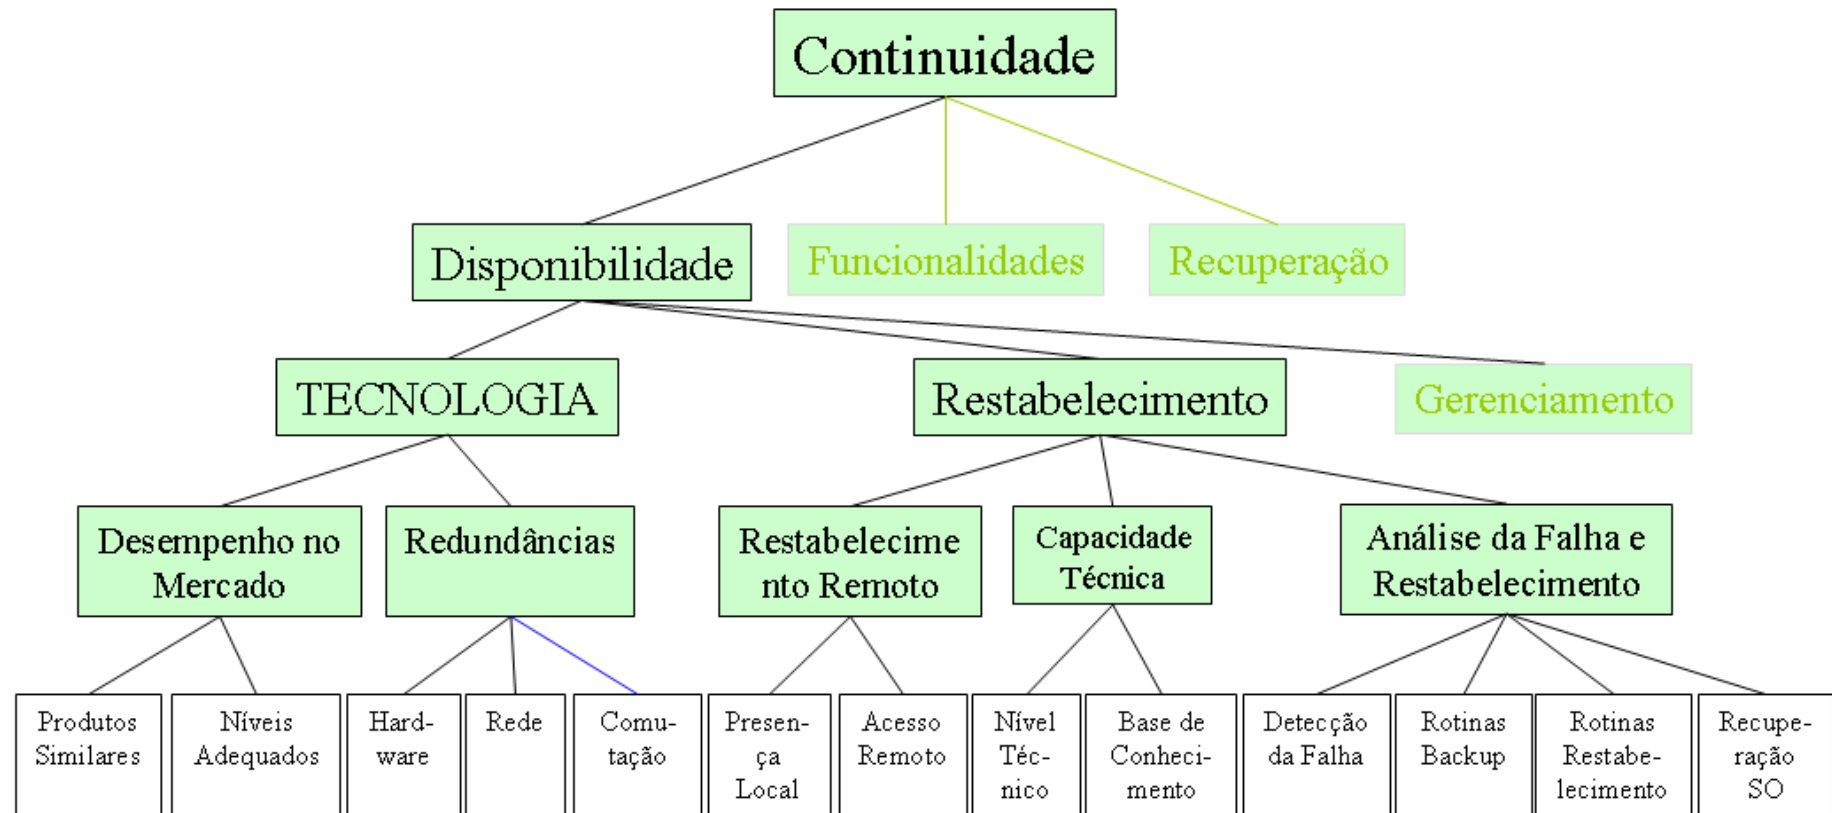 Continuidade
Disponibilidade
Funcionalidades
Recuperação
TECNOLOGIA
Restabelecimento
Gerenciamento
Desempenho no
Mercado
Redundâncias
Restabelecime
nto Remoto
Capacidade
Técnica
Análise da Falha e
Restabelecimento
Produtos
Similares
Níveis
Adequados
Hard-
ware
Rede
Comu-
tação
Presen-
ça
Local
Acesso
Remoto
Nível
Téc-
nico
Base de
Conheci-
mento
Detecção
da Falha
Rotinas
Backup
Rotinas
Restabe-
lecimento
Recupe-
ração
SO